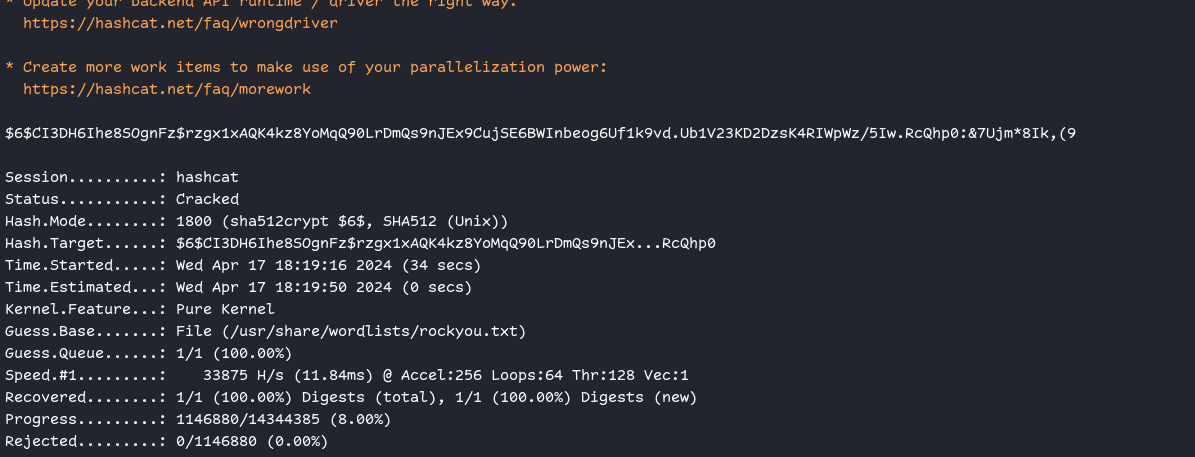 * Update your backend API runtime / driver the right way:
  https://hashcat.net/faq/wrongdriver

* Create more work items to make use of your parallelization power:
  https://hashcat.net/faq/morework

$6$CI3DH6Ihe8SOgnFz$rzgx1xAQK4kz8YoMqQ90LrDmQs9nJEx9CujSE6BWInbeog6Uf1k9vd.Ub1V23KD2DzsK4RIWpWz/5Iw.RcQhp0:&7Ujm*8Ik,(9

Session..........: hashcat
Status...........: Cracked
Hash.Mode........: 1800 (sha512crypt $6$, SHA512 (Unix))
Hash.Target......: $6$CI3DH6Ihe8SOgnFz$rzgx1xAQK4kz8YoMqQ90LrDmQs9nJEx...RcQhp0
Time.Started.....: Wed Apr 17 18:19:16 2024 (34 secs)
Time.Estimated...: Wed Apr 17 18:19:50 2024 (0 secs)
Kernel.Feature...: Pure Kernel
Guess.Base.......: File (/usr/share/wordlists/rockyou.txt)
Guess.Queue......: 1/1 (100.00%)
Speed.#1.........:    33875 H/s (11.84ms) @ Accel:256 Loops:64 Thr:128 Vec:1
Recovered........: 1/1 (100.00%) Digests (total), 1/1 (100.00%) Digests (new)
Progress.........: 1146880/14344385 (8.00%)
Rejected.........: 0/1146880 (0.00%)